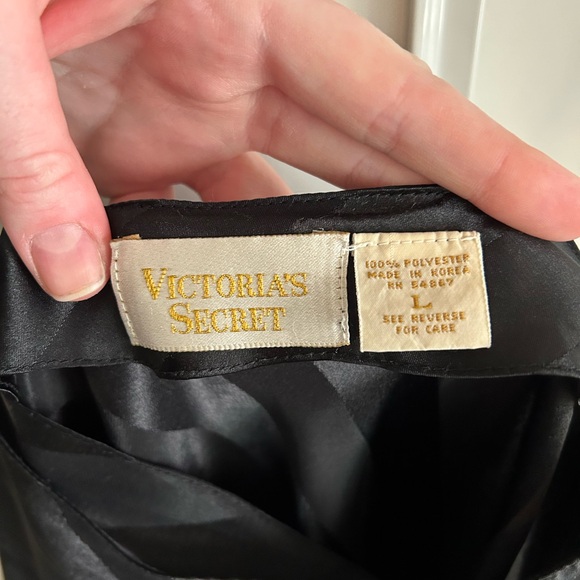 VICTORIA'S
SECRET
100% POLYESTER
MADE IN KOREA
RN 54867
L
SEE REVERSE
FOR CARE